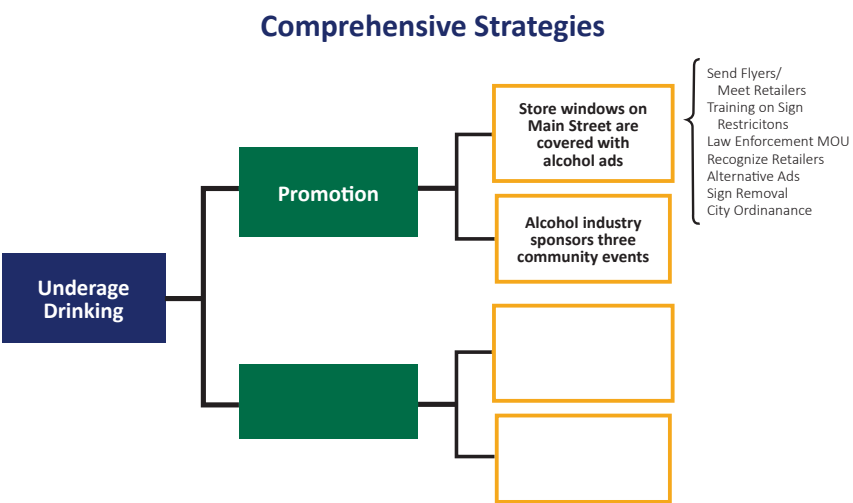 Comprehensive Strategies
Underage
Drinking
Promotion
Store windows on
Main Street are
covered with
alcohol ads
Alcohol industry
sponsors three
community events
Send Flyers/
Meet Retailers
Training on Sign
Restricitons
Law Enforcement MOU
Recognize Retailers
Alternative Ads
Sign Removal
City Ordinanance